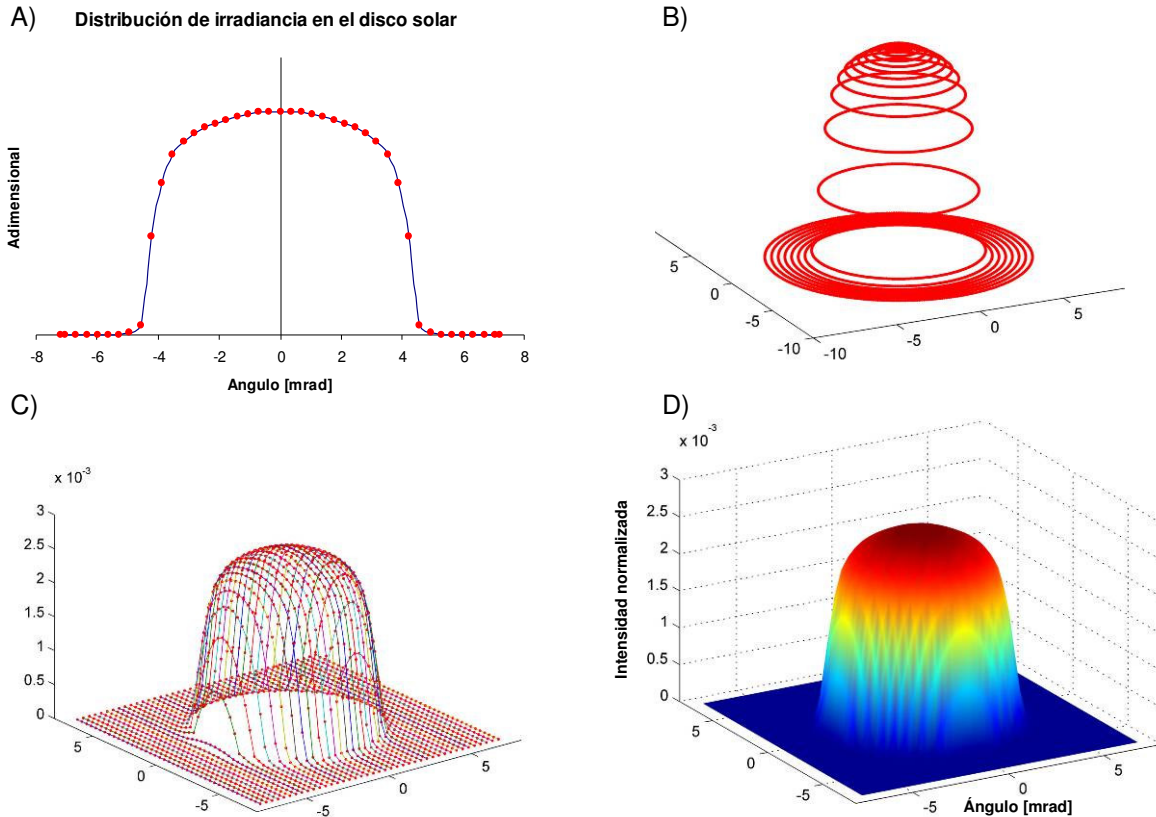 A)
Distribución de irradiancia en el disco solar
Adimensional
-8 -6 -4 -2 0 2 4 6 8
Angulo [mrad]
B)
5
0
-5
-10
-10
-5
0
5
C)
x 10⁻³
3
2.5
2
1.5
1
0.5
0
5
0
-5
-5
0
5
D)
x 10⁻³
3
2.5
2
1.5
1
0.5
0
Intensidad normalizada
5
0
-5
-5
0
5
Ángulo [mrad]